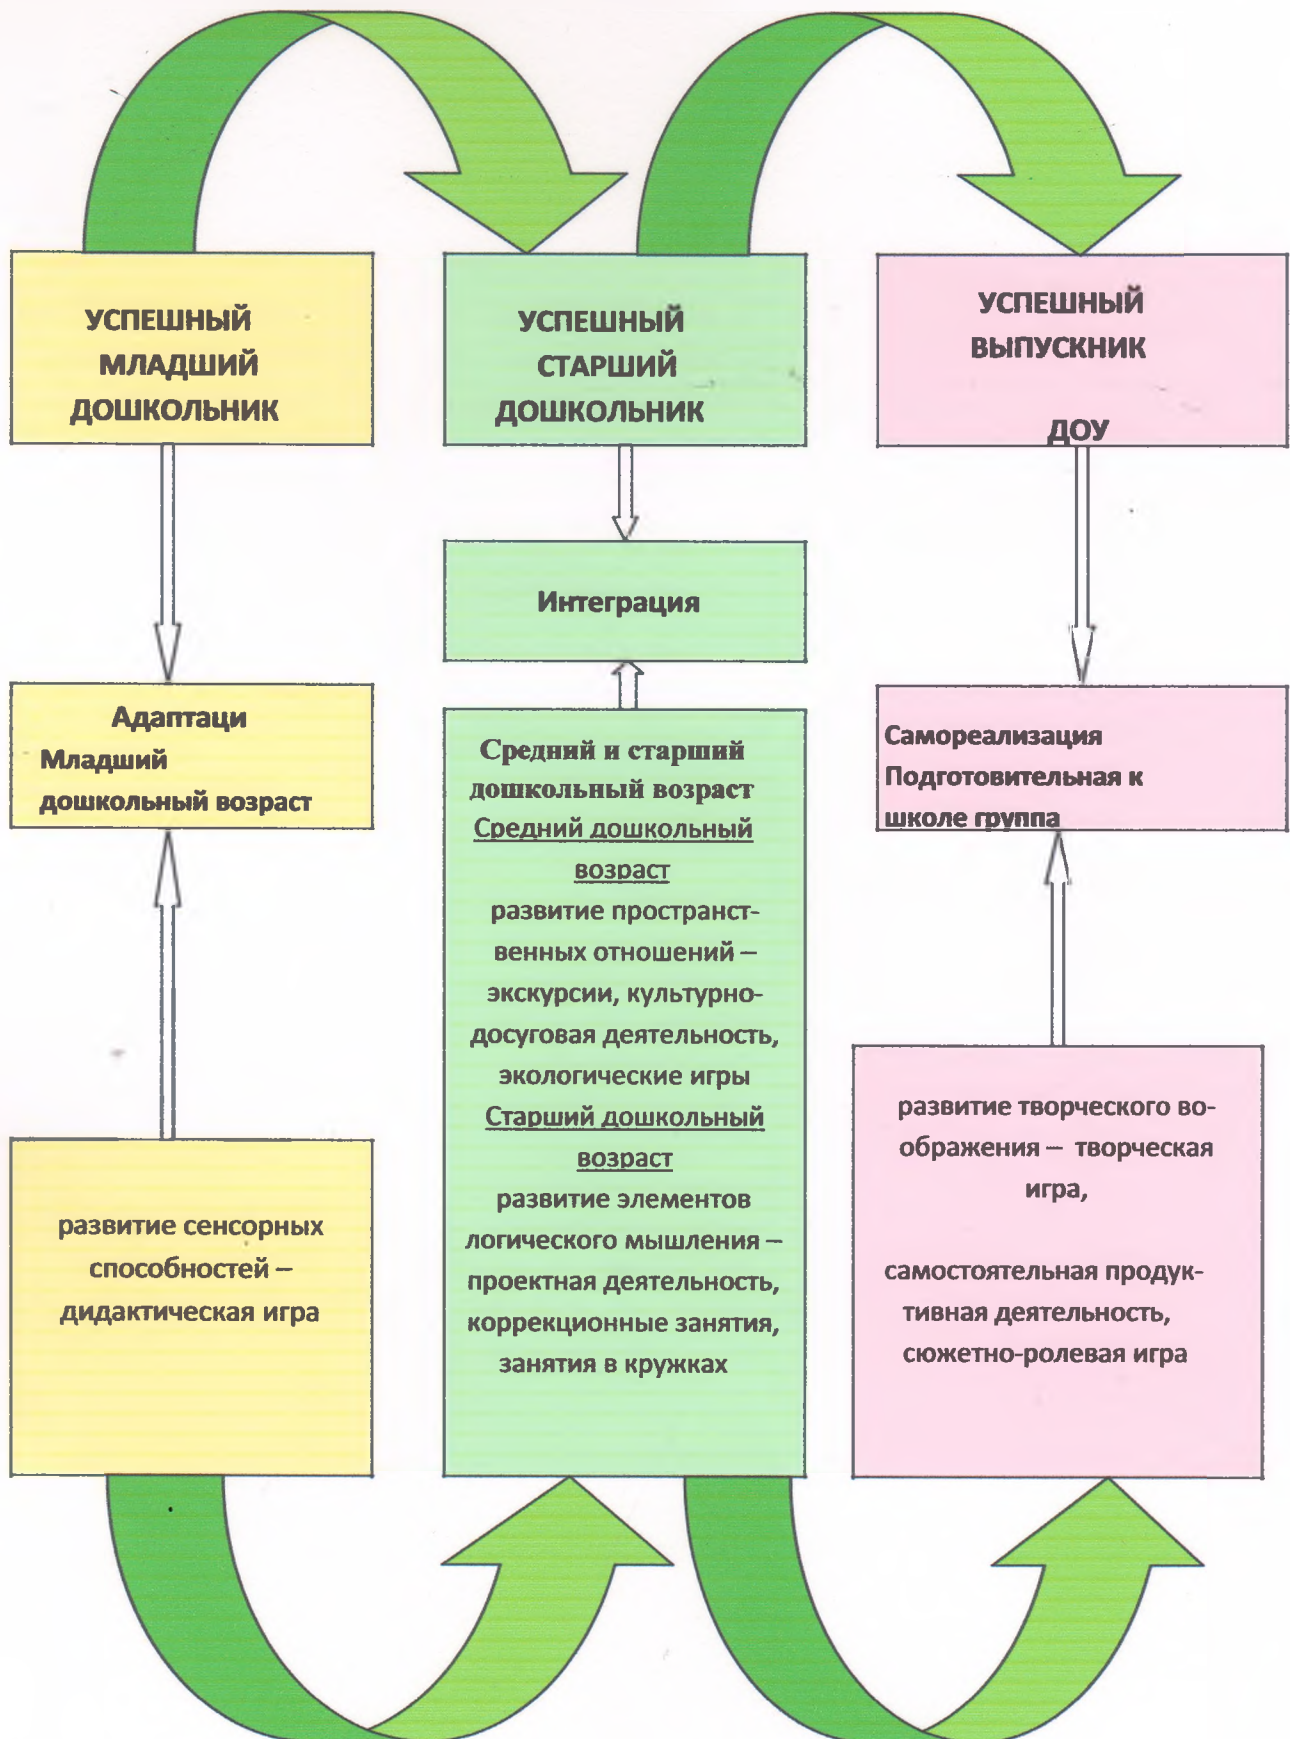 УСПЕШНЫЙ
МЛАДШИЙ
ДОШКОЛЬНИК
УСПЕШНЫЙ
СТАРШИЙ
ДОШКОЛЬНИК
УСПЕШНЫЙ
ВЫПУСКНИК
ДОУ
Интеграция
Адаптаци
Младший
дошкольный возраст
Средний и старший
дошкольный возраст
Средний дошкольный
возраст
развитие пространст-
венных отношений –
экскурсии, культурно-
досуговая деятельность,
экологические игры
Старший дошкольный
возраст
развитие элементов
логического мышления –
проектная деятельность,
коррекционные занятия,
занятия в кружках
Самореализация
Подготовительная к
школе группа
развитие сенсорных
способностей –
дидактическая игра
развитие творческого во-
ображения – творческая
игра,
самостоятельная продук-
тивная деятельность,
сюжетно-ролевая игра